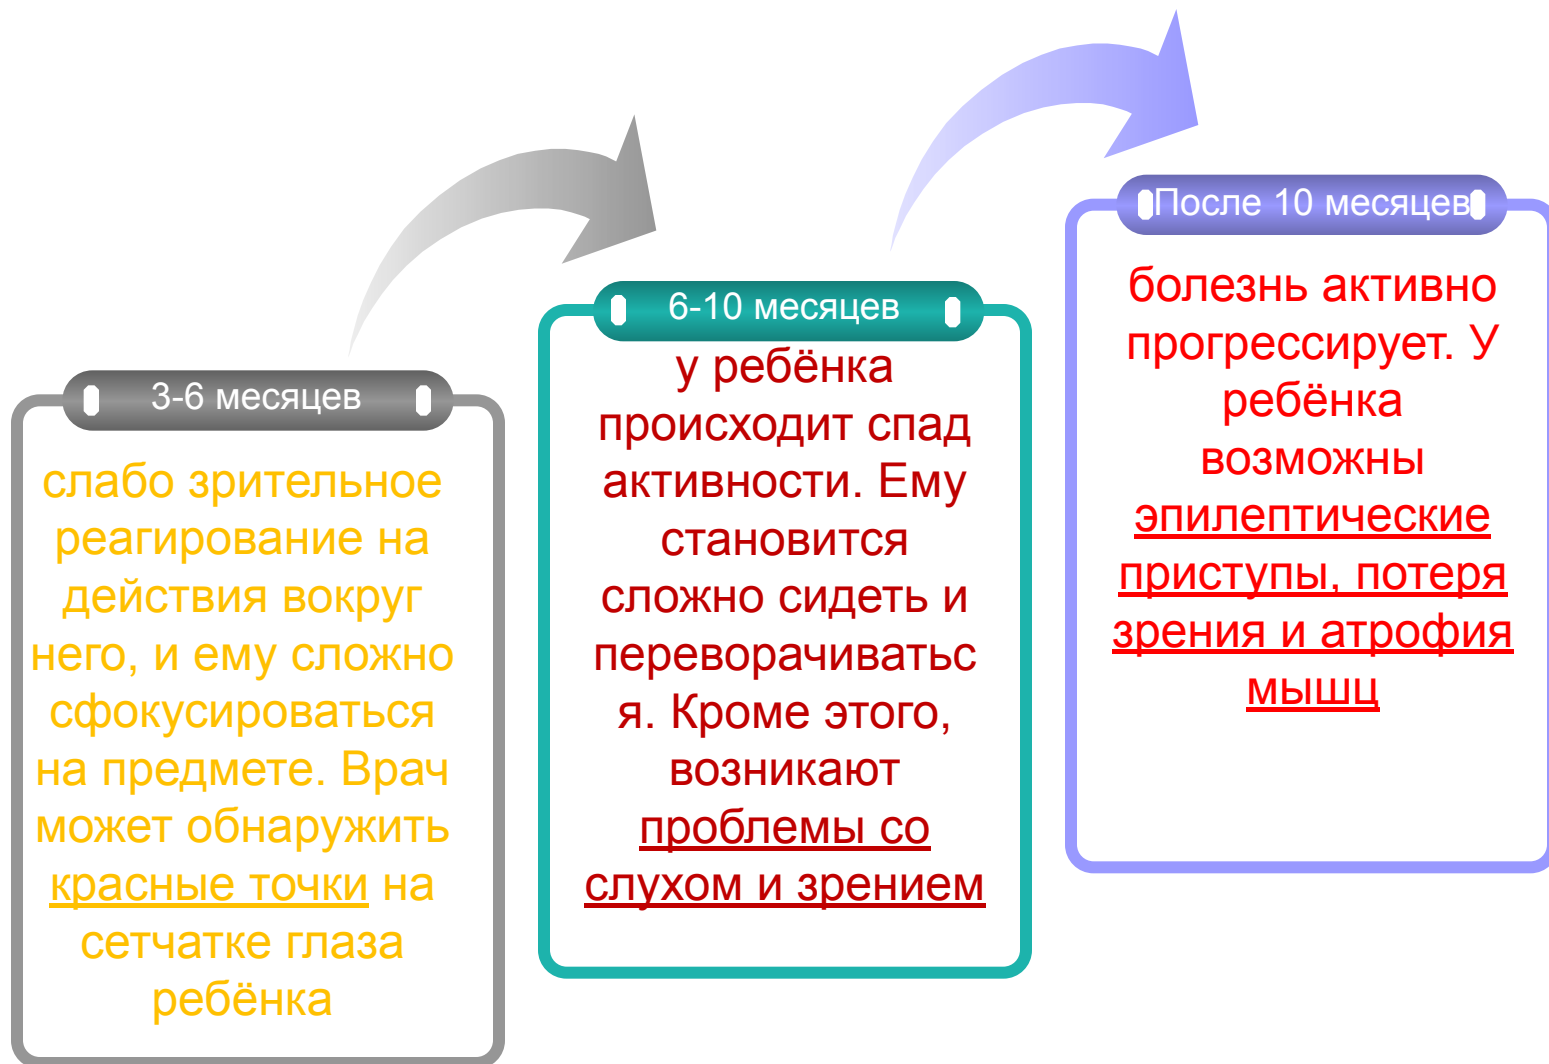 3-6 месяцев
слабо зрительное
реагирование на
действия вокруг
него, и ему сложно
сфокусироваться
на предмете. Врач
может обнаружить
красные точки на
сетчатке глаза
ребёнка
6-10 месяцев
у ребёнка
происходит спад
активности. Ему
становится
сложно сидеть и
переворачиватьс
я. Кроме этого,
возникают
проблемы со
слухом и зрением
После 10 месяцев
болезнь активно
прогрессирует. У
ребёнка
возможны
эпилептические
приступы, потеря
зрения и атрофия
мышц